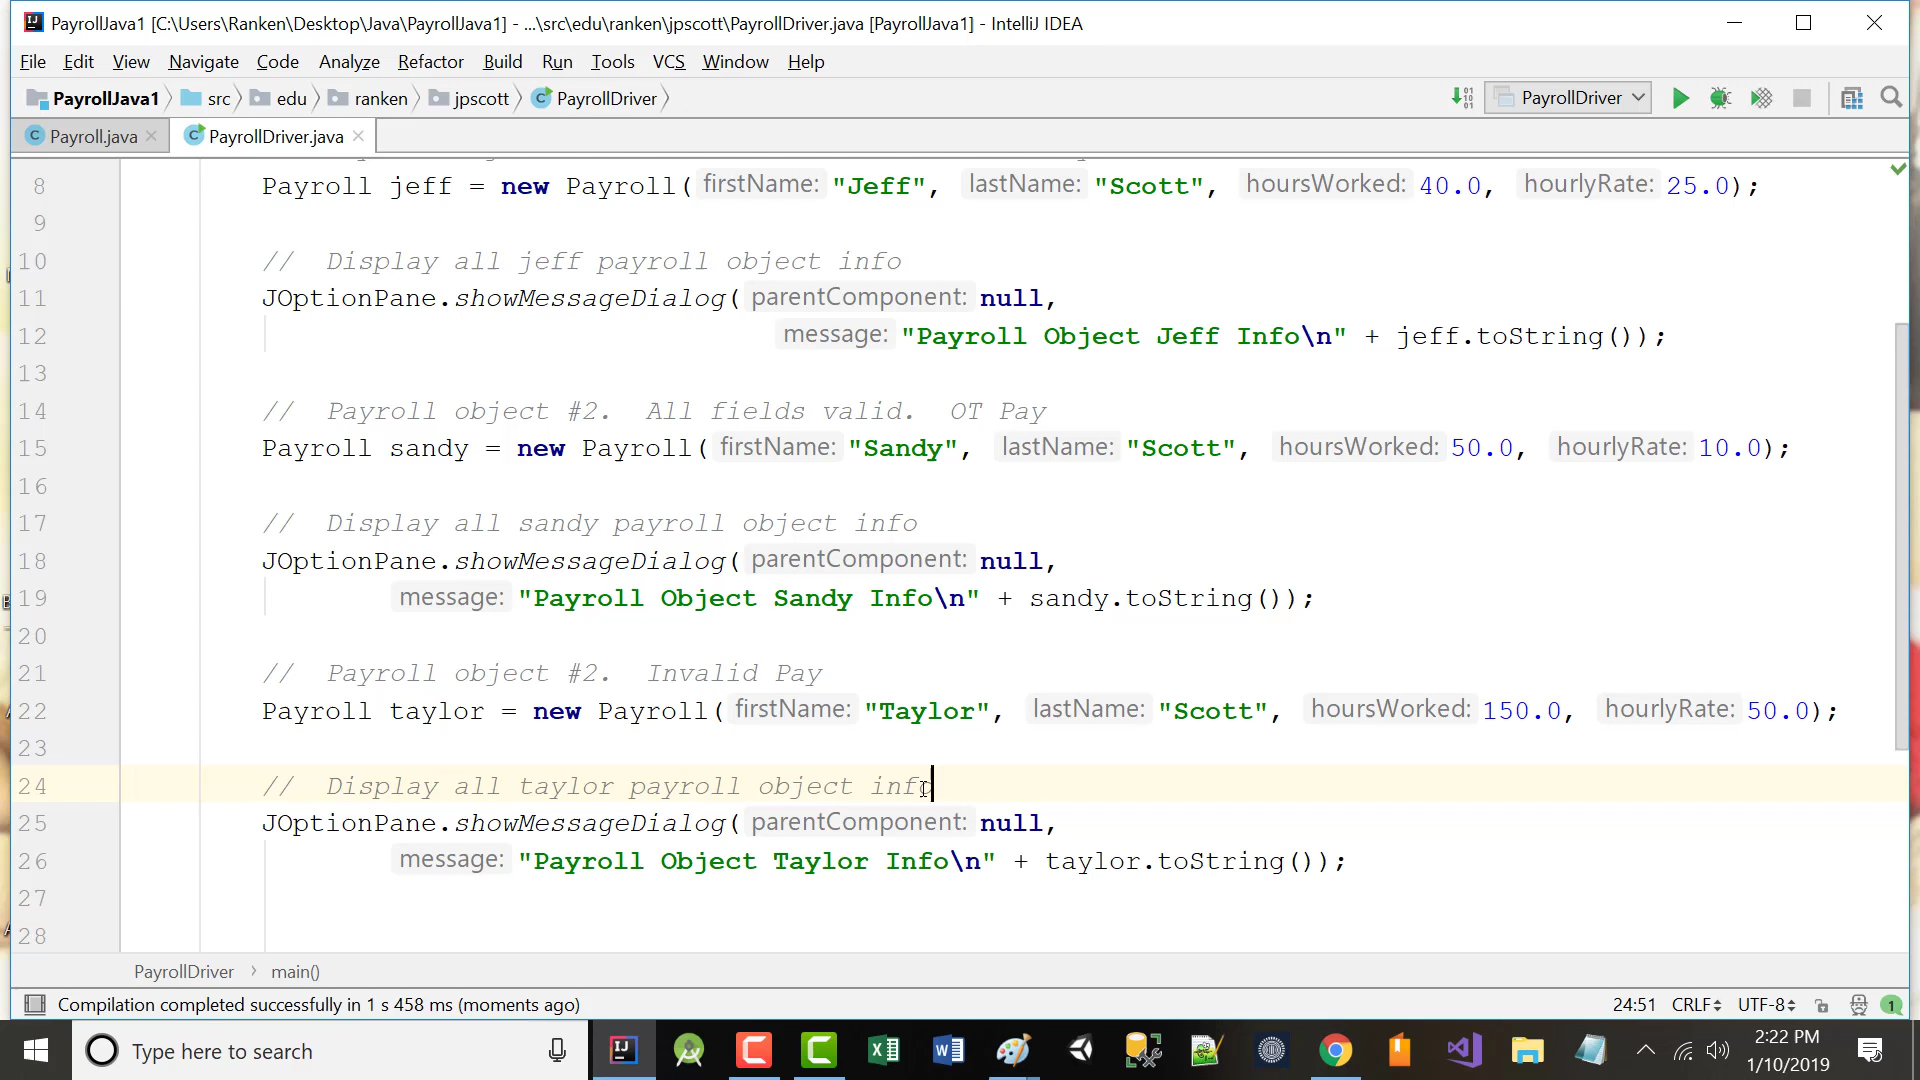 PayrollJava1 [C:\Users\Ranken\Desktop\Java\PayrollJava1] - ...\src\edu\ranken\jpscott\PayrollDriver.java [PayrollJava1] - IntelliJ IDEA
File Edit View Navigate Code Analyze Refactor Build Run Tools VCS Window Help
PayrollJava1 src edu ranken jpscott PayrollDriver PayrollDriver
Payroll.java PayrollDriver.java
8 Payroll jeff = new Payroll( firstName: "Jeff", lastName: "Scott", hoursWorked: 40.0, hourlyRate: 25.0);
9
10 // Display all jeff payroll object info
11 JOptionPane.showMessageDialog( parentComponent: null,
12 message: "Payroll Object Jeff Info\n" + jeff.toString());
13
14 // Payroll object #2. All fields valid. OT Pay
15 Payroll sandy = new Payroll( firstName: "Sandy", lastName: "Scott", hoursWorked: 50.0, hourlyRate: 10.0);
16
17 // Display all sandy payroll object info
18 JOptionPane.showMessageDialog( parentComponent: null,
19 message: "Payroll Object Sandy Info\n" + sandy.toString());
20
21 // Payroll object #2. Invalid Pay
22 Payroll taylor = new Payroll( firstName: "Taylor", lastName: "Scott", hoursWorked: 150.0, hourlyRate: 50.0);
23
24 // Display all taylor payroll object info
25 JOptionPane.showMessageDialog( parentComponent: null,
26 message: "Payroll Object Taylor Info\n" + taylor.toString());
27
28
PayrollDriver > main()
Compilation completed successfully in 1 s 458 ms (moments ago) 24:51 CRLF UTF-8 1
Type here to search
2:22 PM
1/10/2019